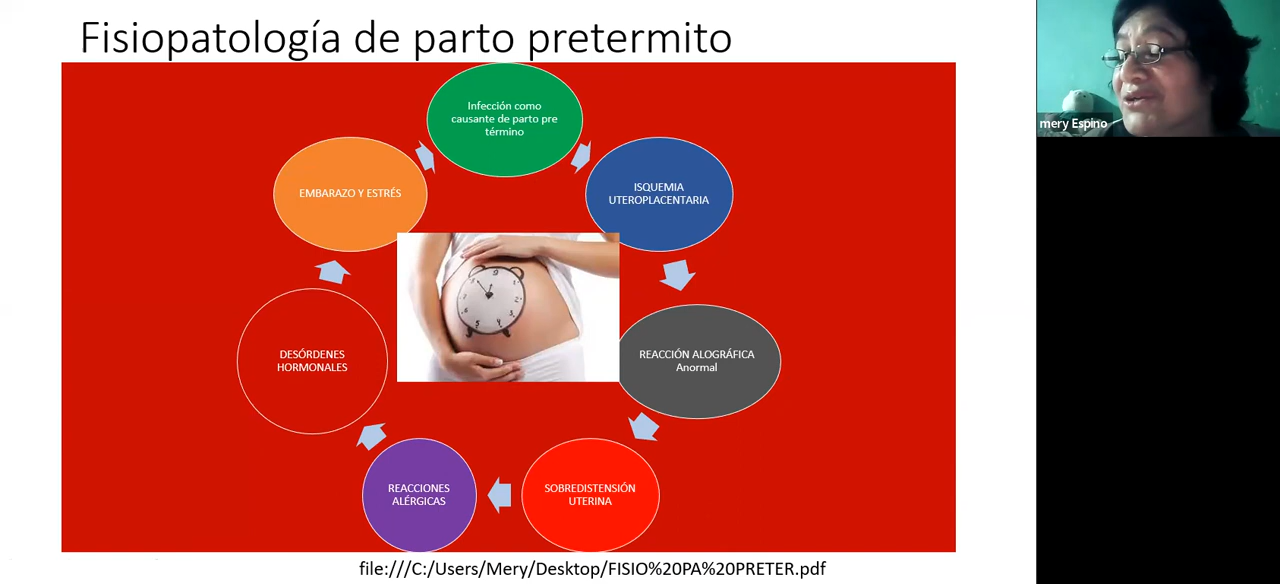 Fisiopatología de parto pretermito
mery Espino
Infección como
causante de parto pre
término
ISQUEMIA
UTEROPLACENTARIA
REACCIÓN ALOGRÁFICA
Anormal
SOBREDISTENSIÓN
UTERINA
REACCIONES
ALÉRGICAS
DESÓRDENES
HORMONALES
EMBARAZO Y ESTRÉS
file:///C:/Users/Mery/Desktop/FISIO%20PA%20PRETER.pdf